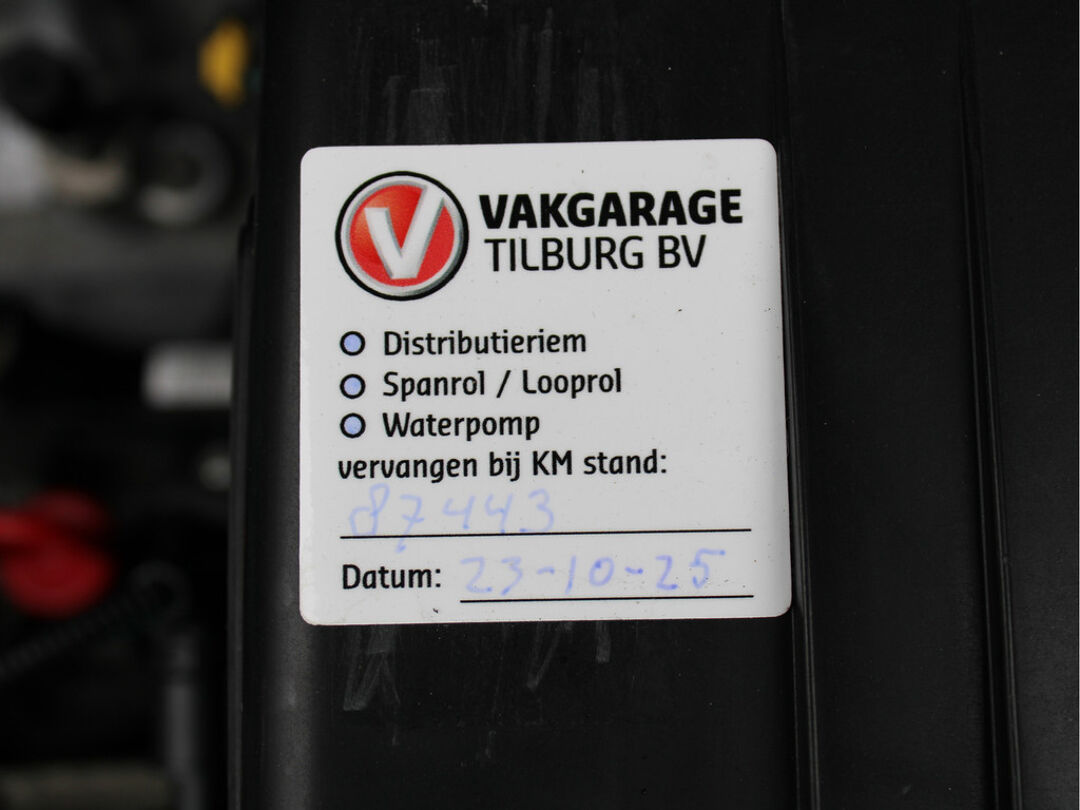 V
VAKGARAGE
TILBURG BV
Distributieriem
Spanrol / Looprol
Waterpomp
vervangen bij KM stand:
87443
Datum: 23-10-25